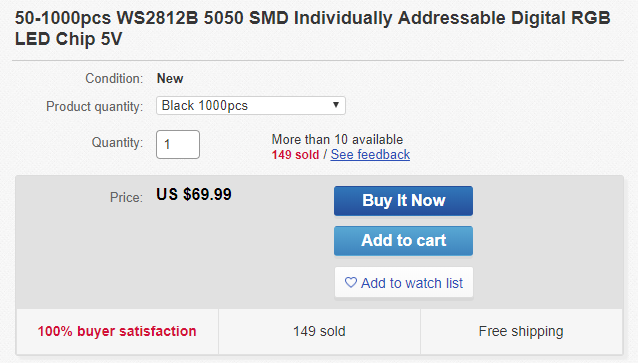 50-1000pcs WS2812B 5050 SMD Individually Addressable Digital RGB
LED Chip 5V
Condition: New
Product quantity: Black 1000pcs
Quantity: 1
More than 10 available
149 sold / See feedback
Price: US $69.99
Buy It Now
Add to cart
Add to watch list
100% buyer satisfaction
149 sold
Free shipping